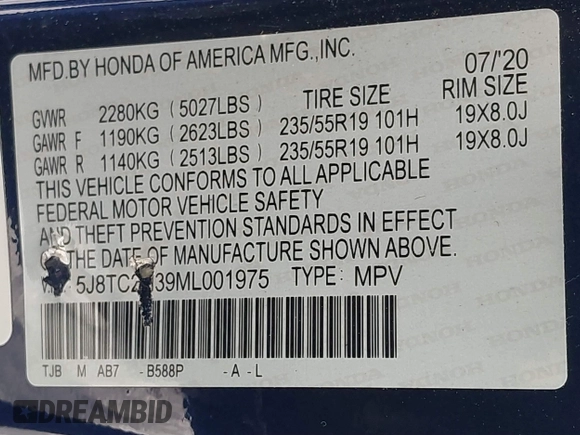 MFD.BY HONDA OF AMERICA MFG.,INC. 07/'20
GVWR 2280KG (5027LBS) TIRE SIZE RIM SIZE
GAWR F 1190KG (2623LBS) 235/55R19 101H 19X8.0J
GAWR R 1140KG (2513LBS) 235/55R19 101H 19X8.0J
THIS VEHICLE CONFORMS TO ALL APPLICABLE
FEDERAL MOTOR VEHICLE SAFETY
AND THEFT PREVENTION STANDARDS IN EFFECT
THE DATE OF MANUFACTURE SHOWN ABOVE.
TYPE: MPV
TJB M AB7 - B588P - A - L
DREAMBID